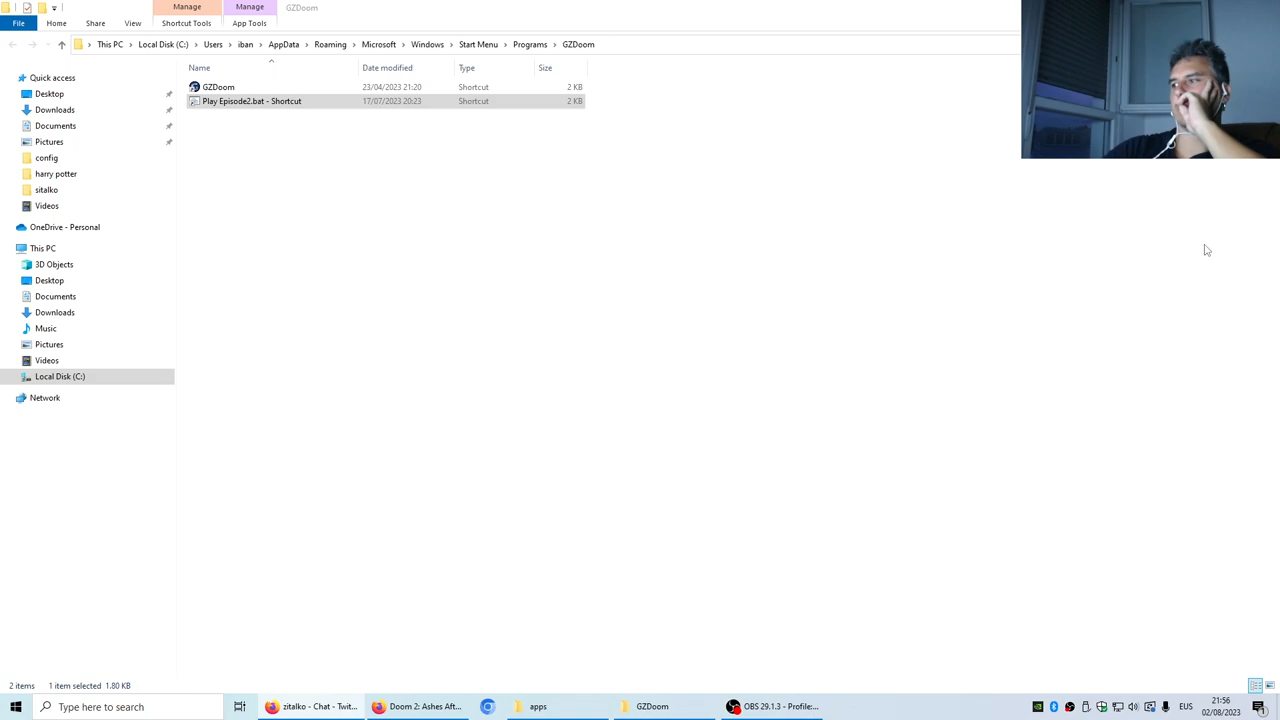 Manage
Manage
GZDoom
File
Home
Share
View
Shortcut Tools
App Tools
This PC
Local Disk (C:)
Users
iban
AppData
Roaming
Microsoft
Windows
Start Menu
Programs
GZDoom
Name
Date modified
Type
Size
GZDoom
23/04/2023 21:20
Shortcut
2 KB
Play Episode2.bat - Shortcut
17/07/2023 20:23
Shortcut
2 KB
Quick access
Desktop
Downloads
Documents
Pictures
config
harry potter
sitalko
Videos
OneDrive - Personal
This PC
3D Objects
Desktop
Documents
Downloads
Music
Pictures
Videos
Local Disk (C:)
Network
2 items
1 item selected 1.80 KB
Type here to search
zitalko - Chat - Twit...
Doom 2: Ashes Aft...
apps
GZDoom
OBS 29.1.3 - Profile:...
EUS
21:56
02/08/2023